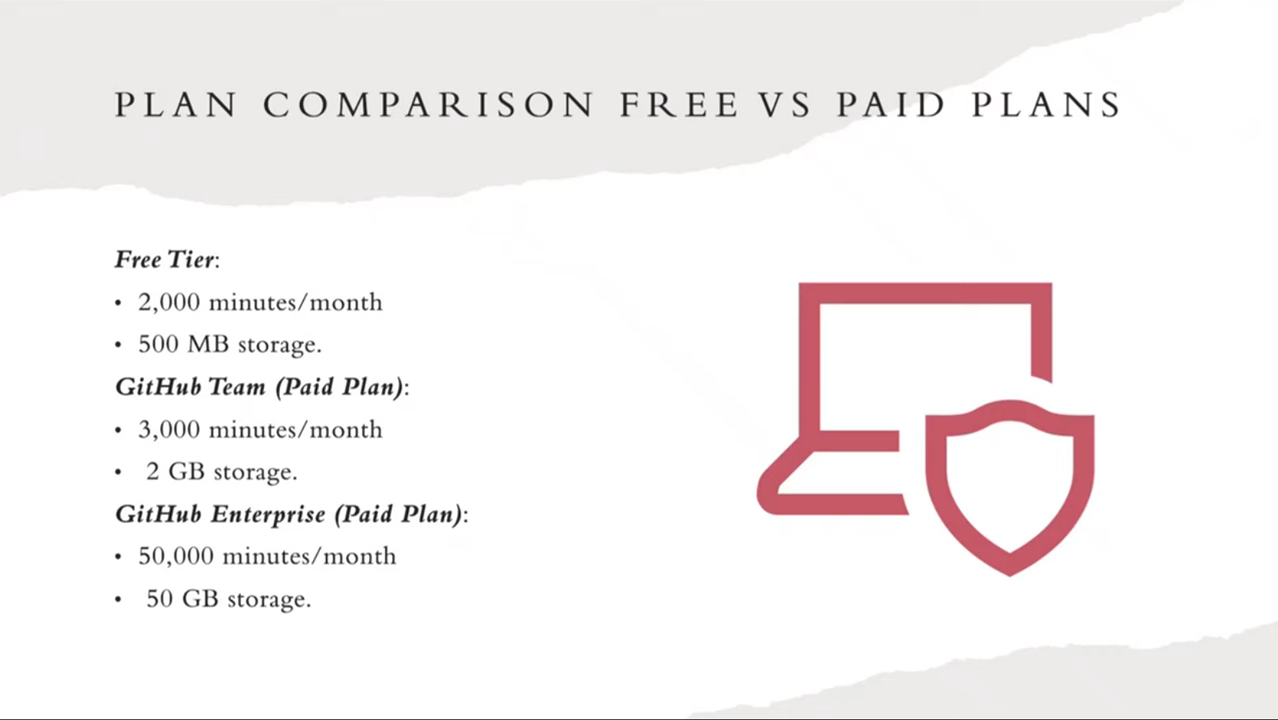 PLAN COMPARISON FREE VS PAID PLANS
Free Tier:
• 2,000 minutes/month
• 500 MB storage.
GitHub Team (Paid Plan):
• 3,000 minutes/month
• 2 GB storage.
GitHub Enterprise (Paid Plan):
• 50,000 minutes/month
• 50 GB storage.